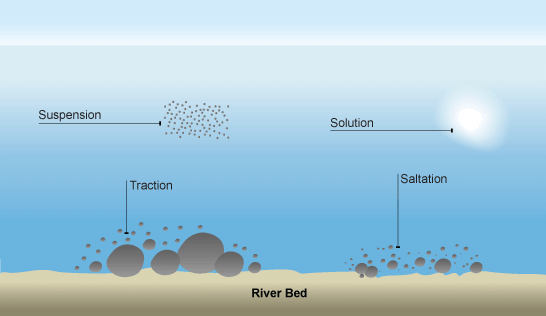 Suspension
Solution
Traction
Saltation
River Bed